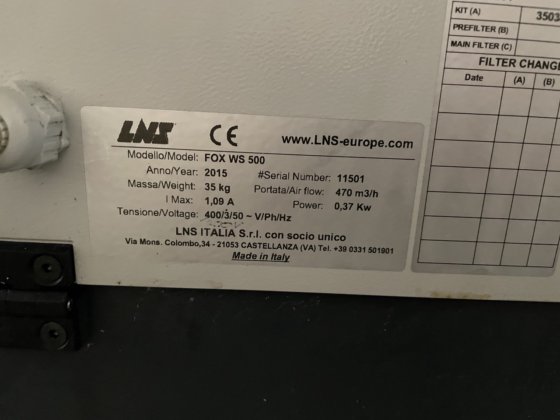 KIT (A) 3503
PREFILTER (B)
MAIN FILTER (C)
FILTER CHANGE
Date (A) (B)
LNS CE www.LNS-europe.com
Modello/Model: FOX WS 500
Anno/Year: 2015 #Serial Number: 11501
Massa/Weight: 35 kg Portata/Air flow: 470 m3/h
I Max: 1,09 A Power: 0,37 Kw
Tensione/Voltage: 400/3/50 ~ V/Ph/Hz
LNS ITALIA S.r.l. con socio unico
Via Mons. Colombo,34 - 21053 CASTELLANZA (VA) Tel. +39 0331 501901
Made in Italy